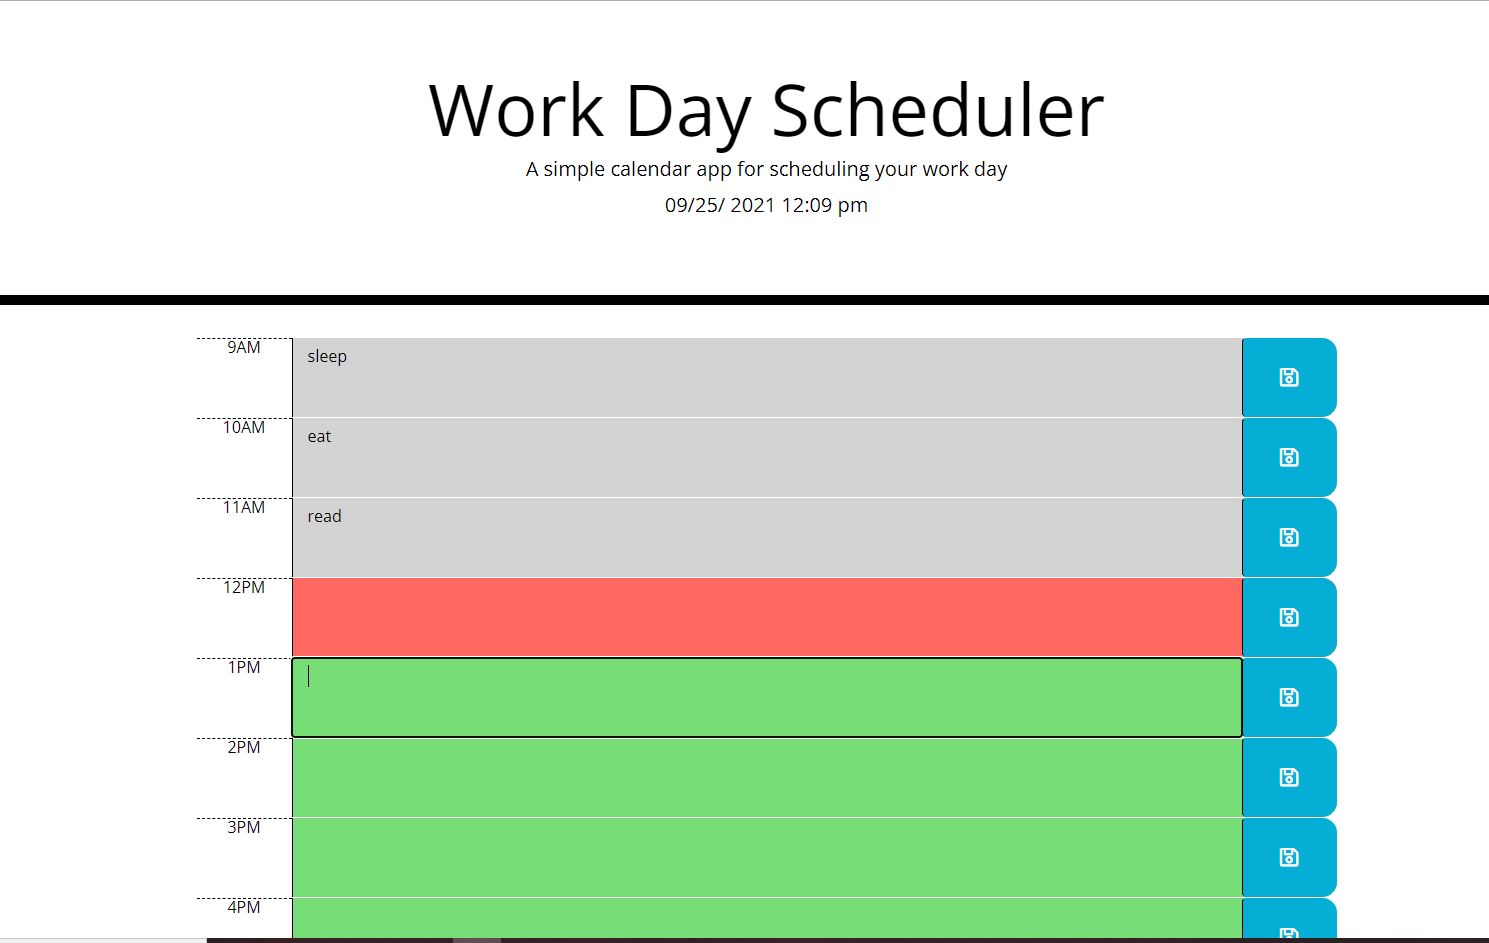 Work Day Scheduler
A simple calendar app for scheduling your work day
09/25/ 2021 12:09 pm
9AM
sleep
10AM
eat
11AM
read
12PM
1PM
2PM
3PM
4PM